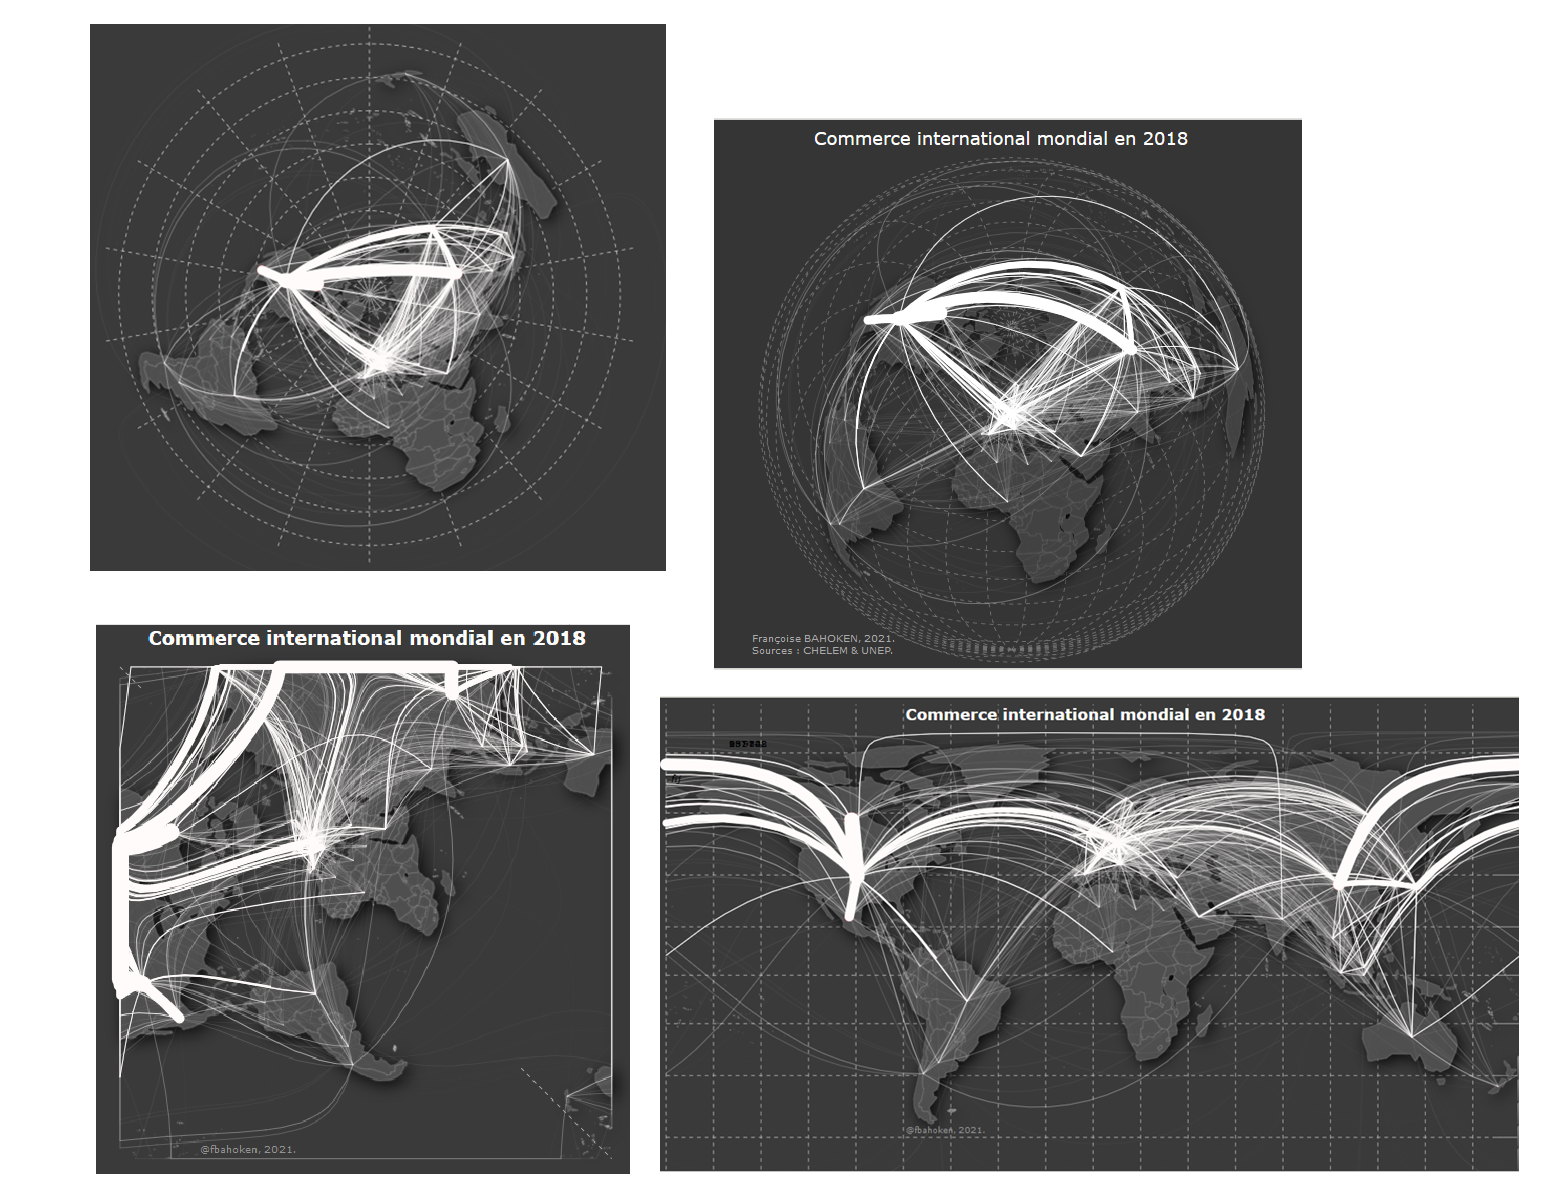 Commerce international mondial en 2018
Françoise BAHOKEN, 2021.
Sources : CHELEM & UNEP.
Commerce international mondial en 2018
@fbahoken, 2021.
Commerce international mondial en 2018
@fbahoken, 2021.